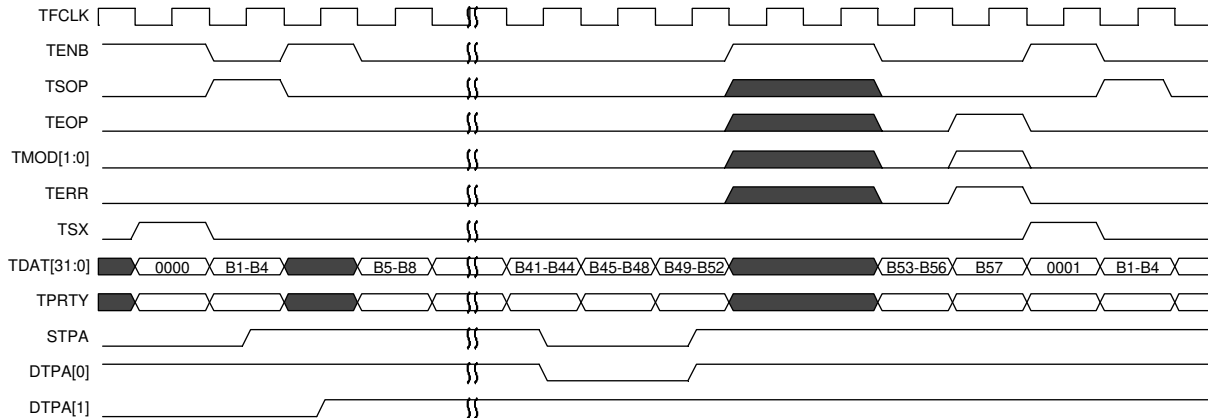 TFCLK
TENB
TSOP
TEOP
TMOD[1:0]
TERR
TSX
TDAT[31:0] 0000 B1-B4 B5-B8 B41-B44 B45-B48 B49-B52 B53-B56 B57 0001 B1-B4
TPRTY
STPA
DTPA[0]
DTPA[1]